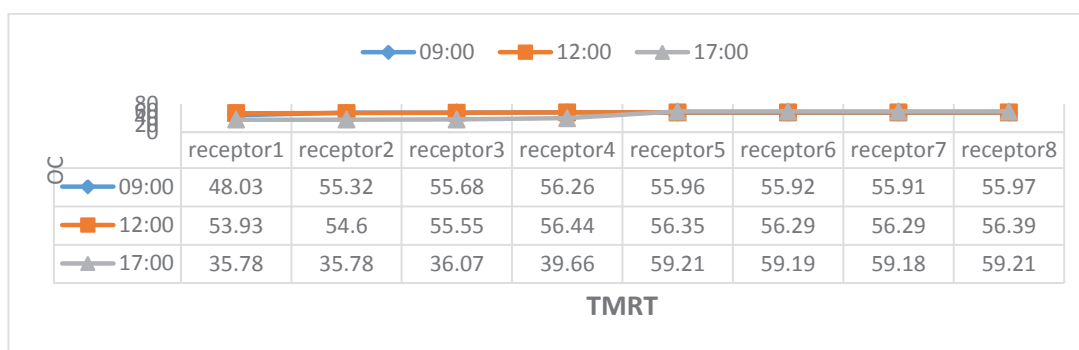 09:00 12:00 17:00
80
60
40
20
0
OC
receptor1 receptor2 receptor3 receptor4 receptor5 receptor6 receptor7 receptor8
09:00 48.03 55.32 55.68 56.26 55.96 55.92 55.91 55.97
12:00 53.93 54.6 55.55 56.44 56.35 56.29 56.29 56.39
17:00 35.78 35.78 36.07 39.66 59.21 59.19 59.18 59.21
TMRT